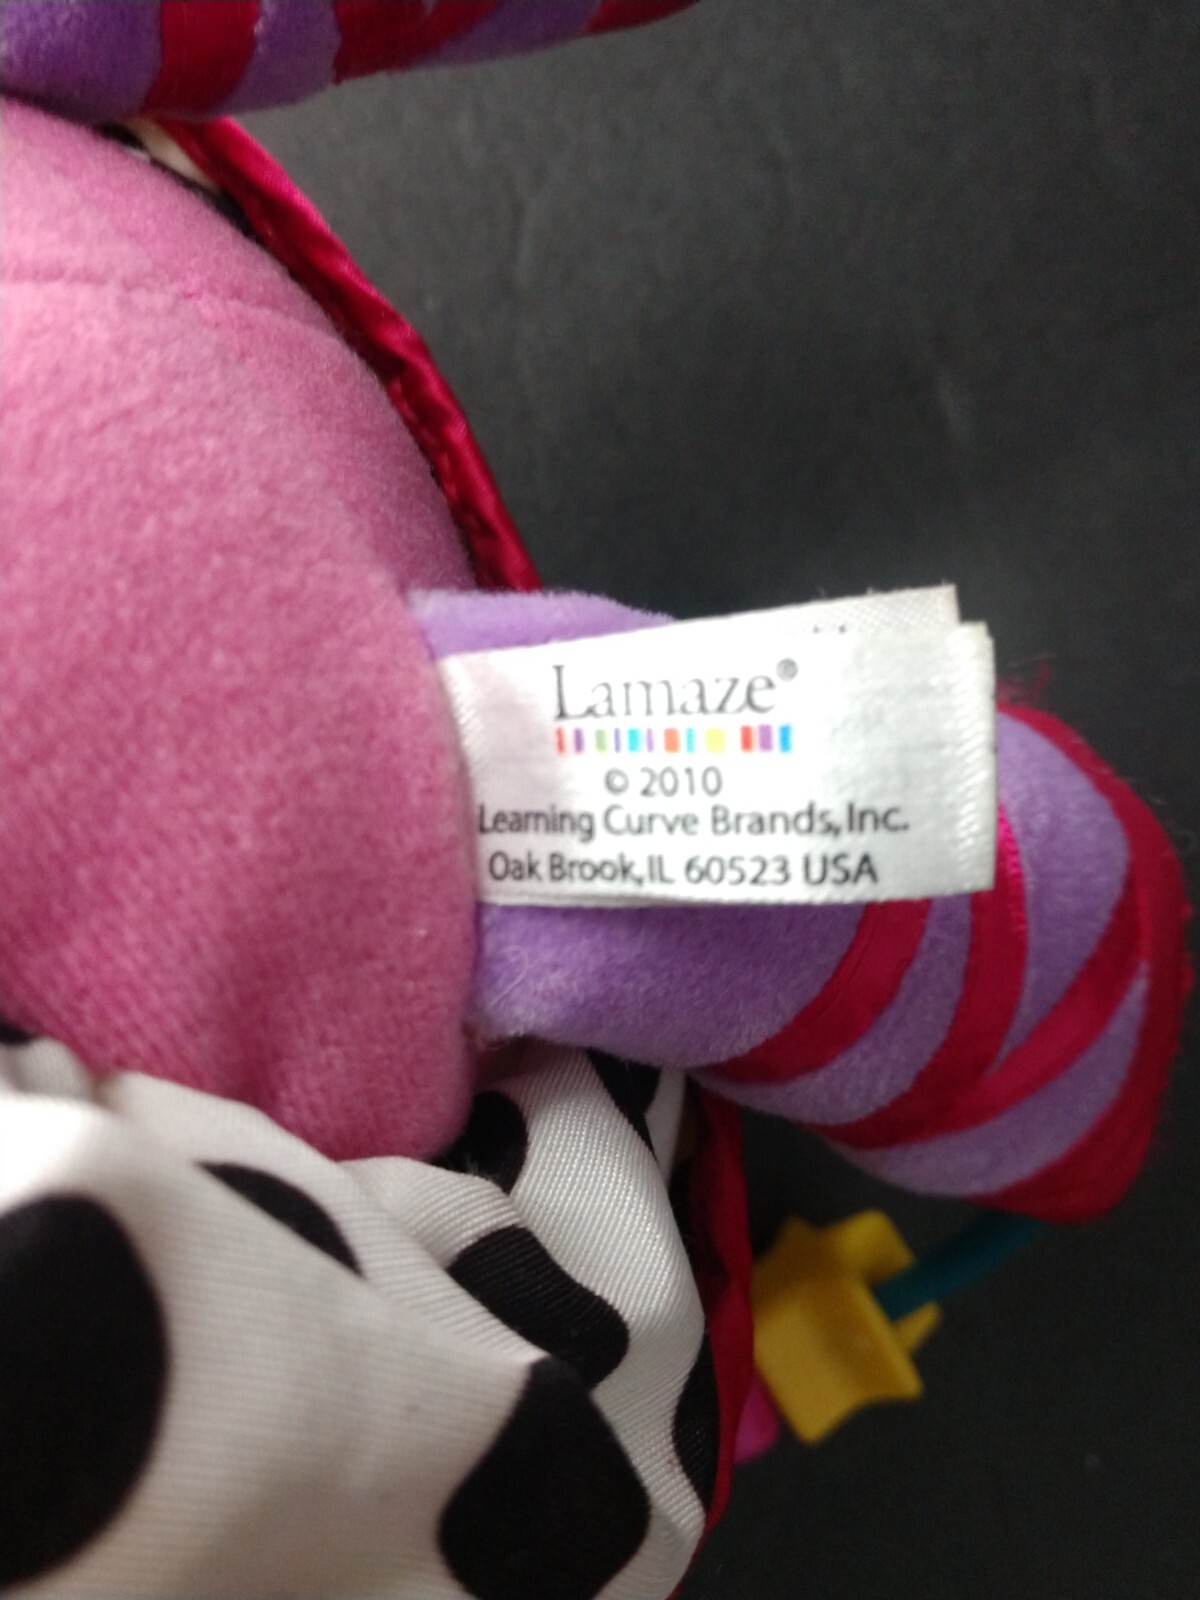 Lamaze®
© 2010
Learning Curve Brands, Inc.
Oak Brook, IL 60523 USA